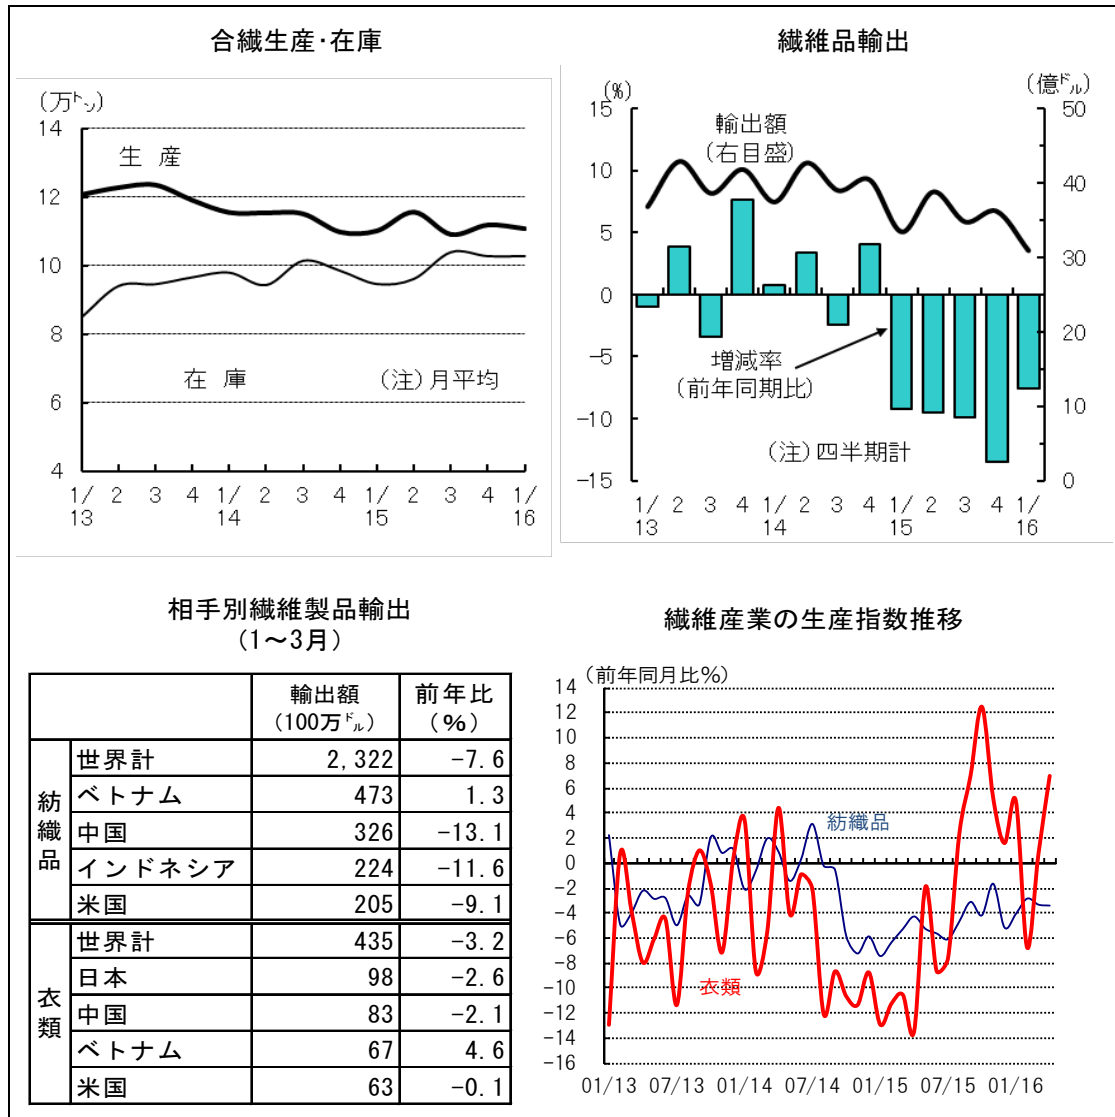 合繊生産・在庫
(万トン)
14
12
10
8
6
4
生 産
在 庫
(注)月平均
1/ 2 3 4 1/ 2 3 4 1/ 2 3 4 1/
13 14 15 16
繊維品輸出
(%)
(億ドル)
15
10
5
0
-5
-10
-15
50
40
30
20
10
0
輸出額
(右目盛)
増減率
(前年同期比)
(注)四半期計
1/ 2 3 4 1/ 2 3 4 1/ 2 3 4 1/
13 14 15 16
相手別繊維製品輸出
(1~3月)
輸出額 前年比
(100万ドル) (%)
紡織品
世界計 2,322 -7.6
ベトナム 473 1.3
中国 326 -13.1
インドネシア 224 -11.6
米国 205 -9.1
衣類
世界計 435 -3.2
日本 98 -2.6
中国 83 -2.1
ベトナム 67 4.6
米国 63 -0.1
繊維産業の生産指数推移
(前年同月比%)
14
12
10
8
6
4
2
0
-2
-4
-6
-8
-10
-12
-14
-16
紡織品
衣類
01/13 07/13 01/14 07/14 01/15 07/15 01/16